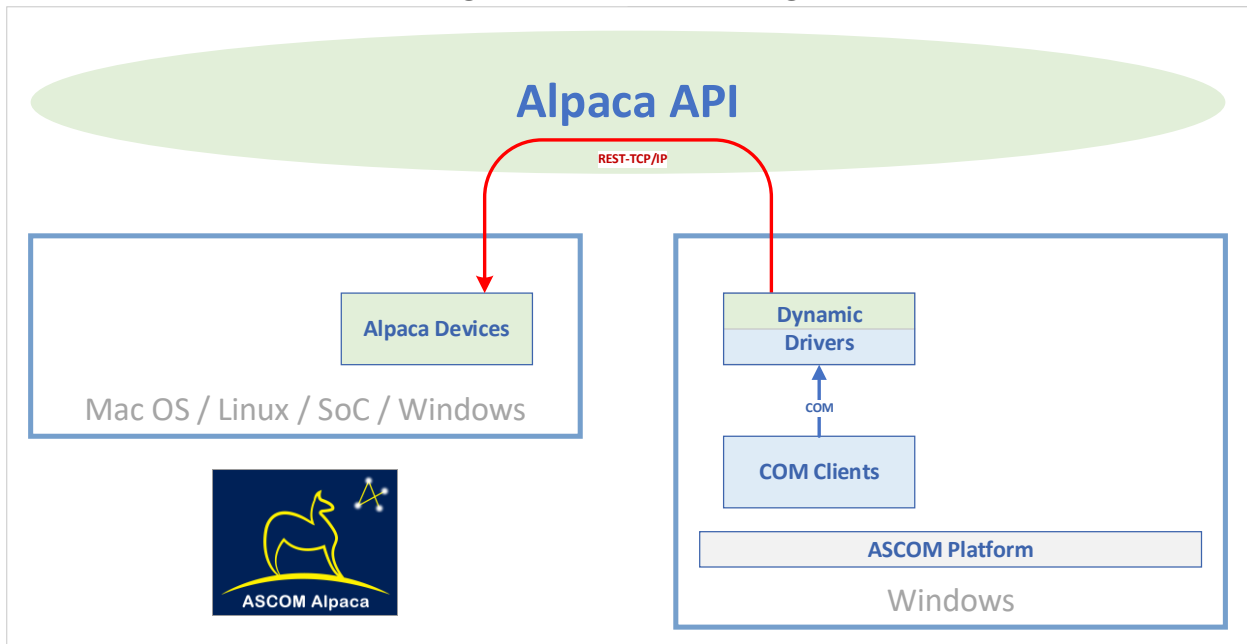 Alpaca API
REST-TCP/IP
Alpaca Devices
Mac OS / Linux / SoC / Windows
ASCOM Alpaca
Dynamic
Drivers
COM
COM Clients
ASCOM Platform
Windows